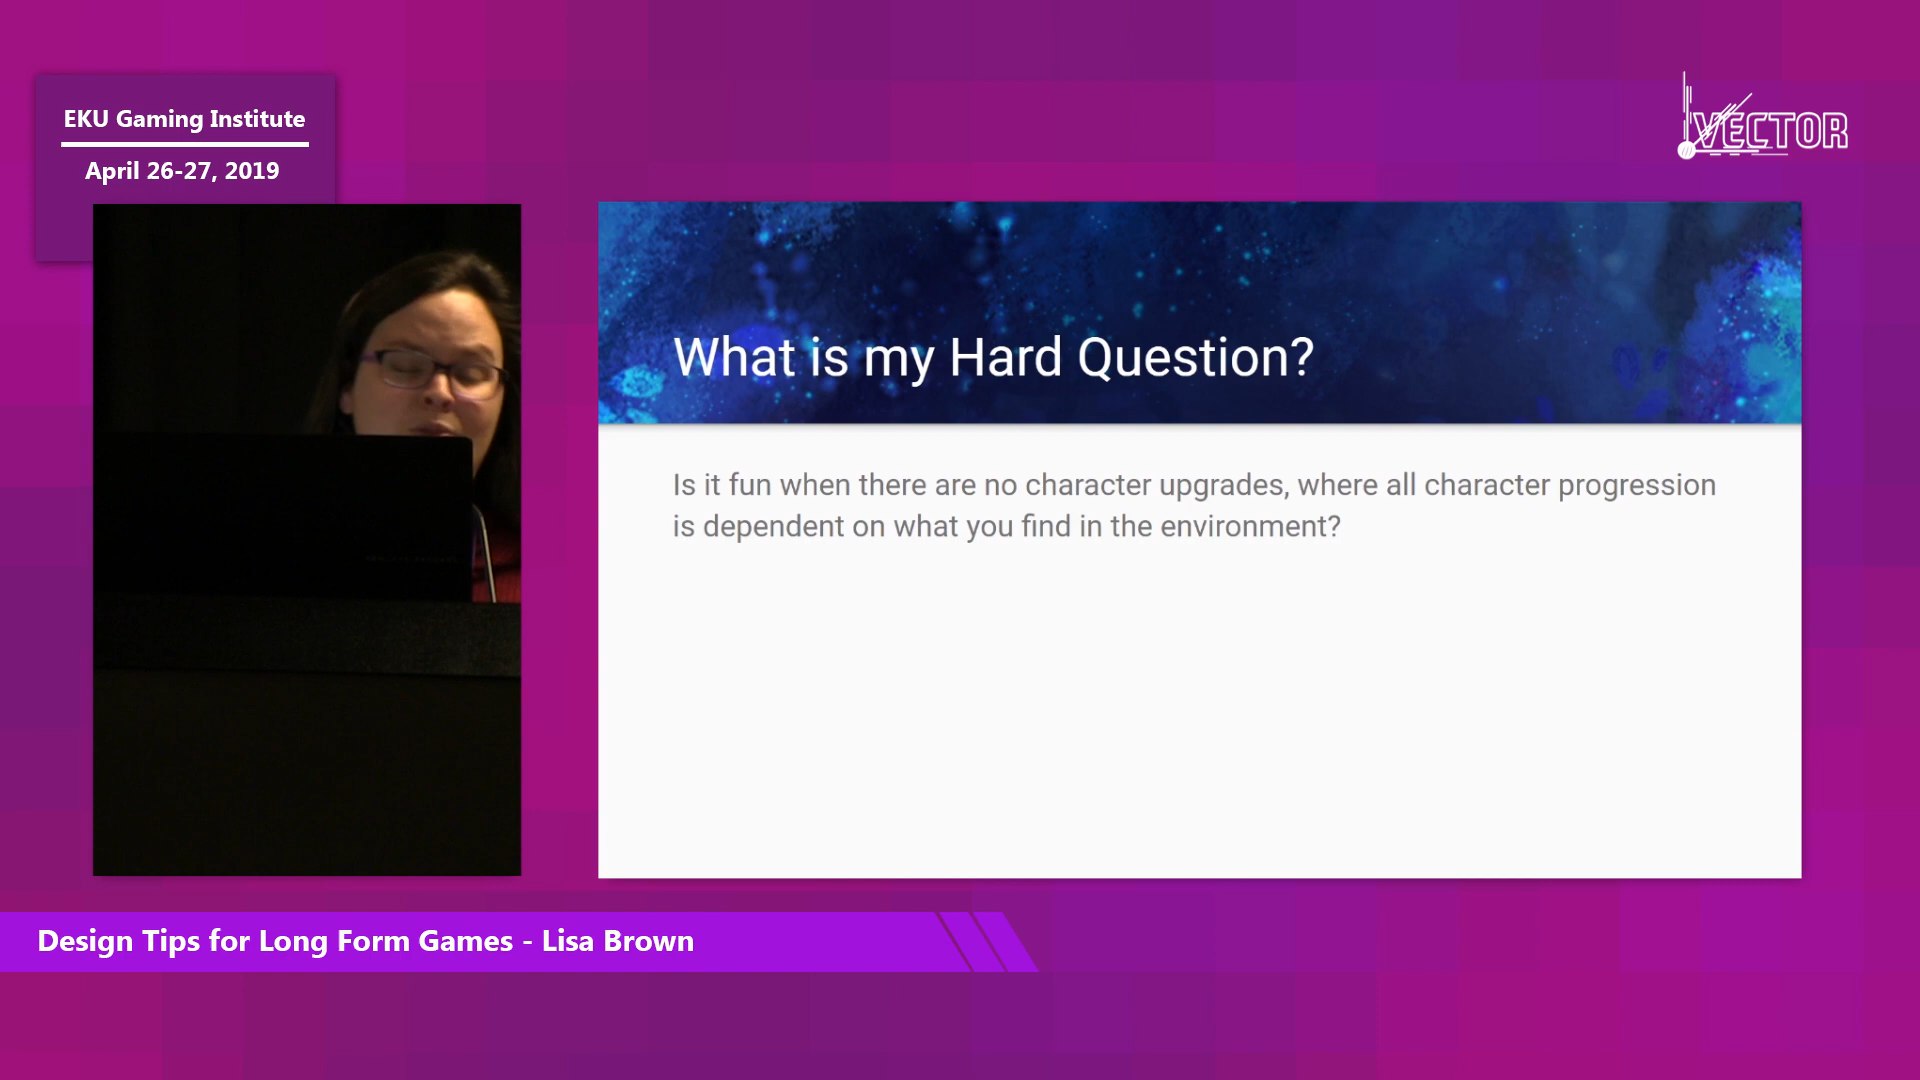 EKU Gaming Institute
April 26-27, 2019
VECTOR
What is my Hard Question?
Is it fun when there are no character upgrades, where all character progression
is dependent on what you find in the environment?
Design Tips for Long Form Games - Lisa Brown